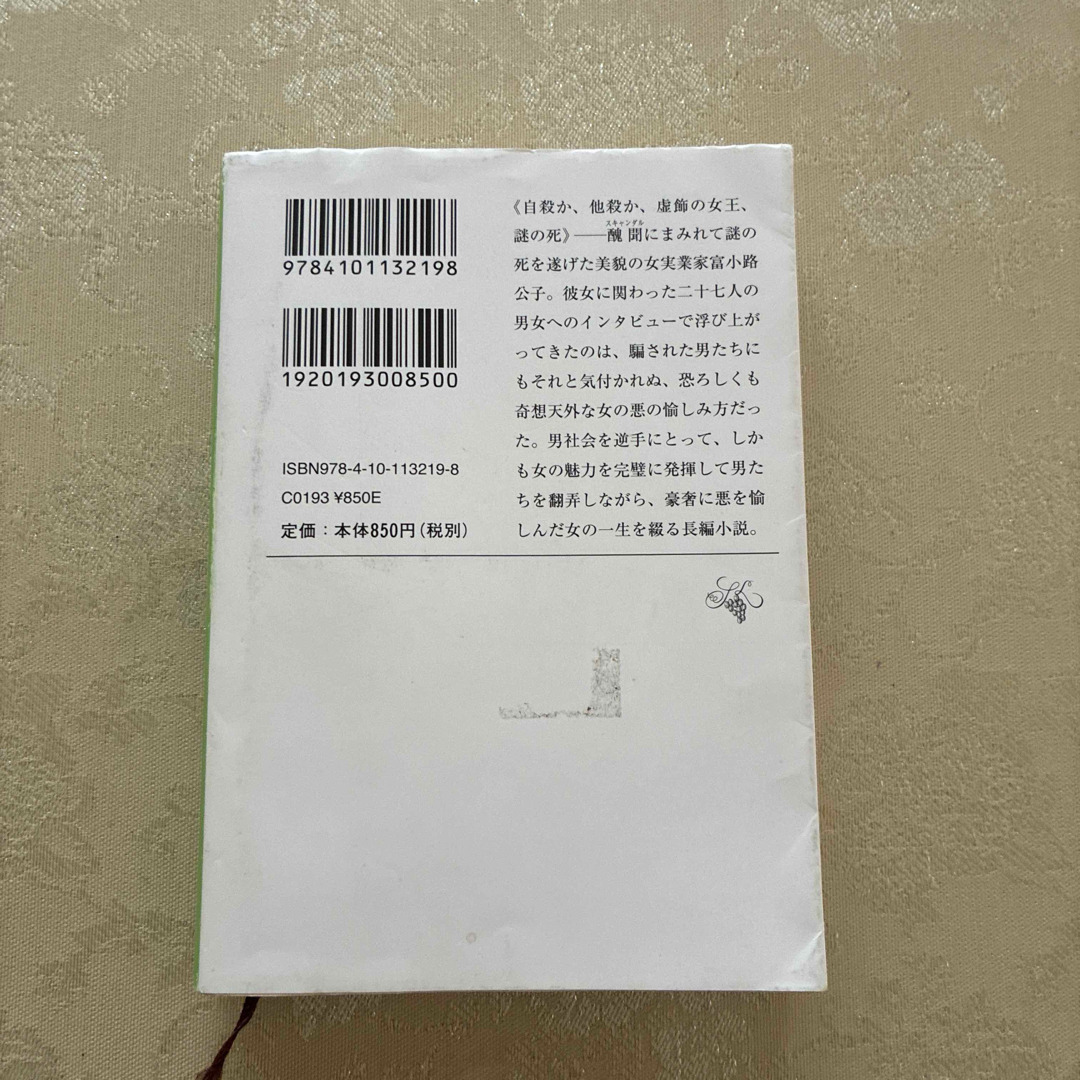 9784101132198
1920193008500
ISBN978-4-10-113219-8
C0193 ¥850E
定価：本体850円(税別)
《自殺か、他殺か、虚飾の女王、
謎の死》――醜聞にまみれて謎の
スキャンダル
死を遂げた美貌の女実業家富小路
公子。彼女に関わった二十七人の
男女へのインタビューで浮び上が
ってきたのは、騙された男たちに
もそれと気付かれぬ、恐ろしくも
奇想天外な女の悪の愉しみ方だっ
た。男社会を逆手にとって、しか
も女の魅力を完璧に発揮して男た
ちを翻弄しながら、豪奢に悪を愉
しんだ女の一生を綴る長編小説。